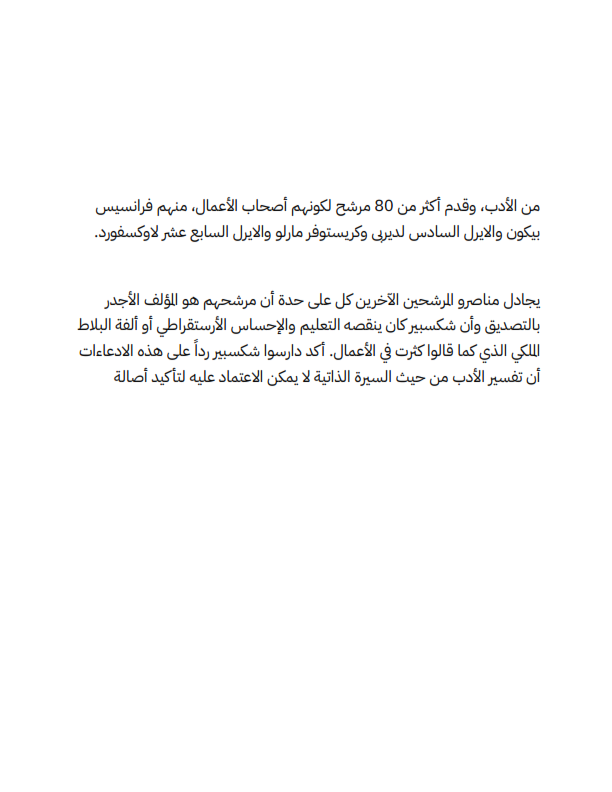 من الأدب، وقدم أكثر من 80 مرشح لكونهم أصحاب الأعمال، منهم فرانسيس
بيكون والايرل السادس لديربى وكريستوفر مارلو والايرل السابع عشر لاوكسفورد.
يجادل مناصرو المرشحين الآخرين كل على حدة أن مرشحهم هو المؤلف الأجدر
بالتصديق وأن شكسبير كان ينقصه التعليم والإحساس الأرستقراطي أو ألفة البلاط
الملكي الذي كما قالوا كثرت في الأعمال. أكد دارسوا شكسبير رداً على هذه الادعاءات
أن تفسير الأدب من حيث السيرة الذاتية لا يمكن الاعتماد عليه لتأكيد أصالة